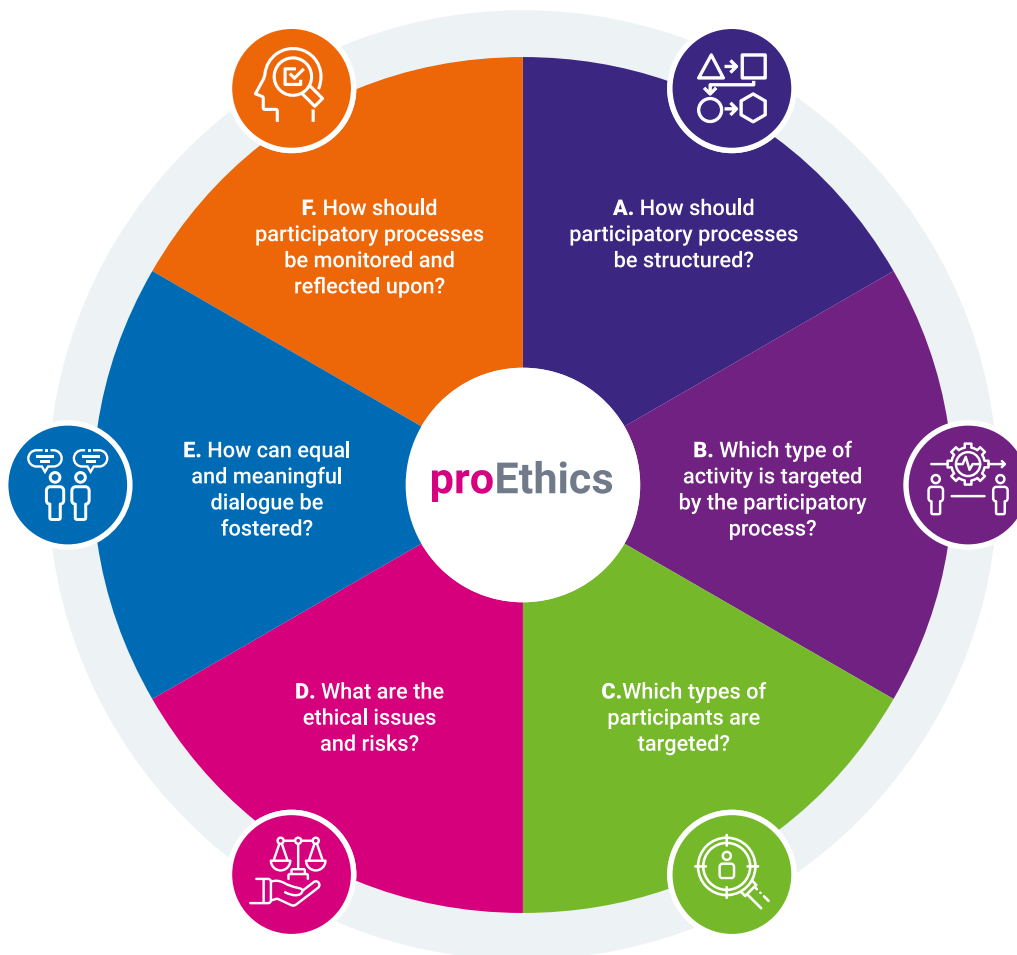 A. How should
participatory processes
be structured?
B. Which type of
activity is targeted
by the participatory
process?
C.Which types of
participants are
targeted?
D. What are the
ethical issues
and risks?
E. How can equal
and meaningful
dialogue be
fostered?
F. How should
participatory processes
be monitored and
reflected upon?
proEthics